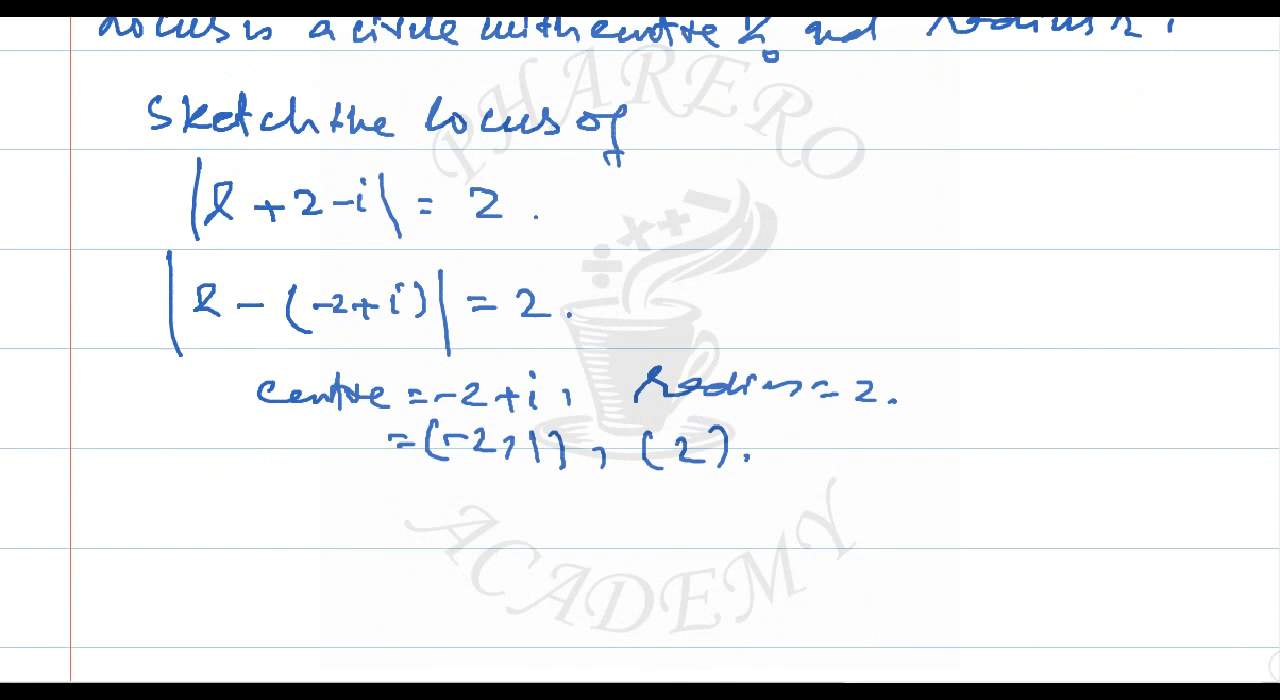 Locus is a circle with centre Z₀ and radius r.
PHARERO
Sketch the locus of
|Z + 2 - i| = 2.
|Z - (-2 + i)| = 2.
centre = -2 + i, radius = 2.
= (-2, 1), (2).
ACADEMY